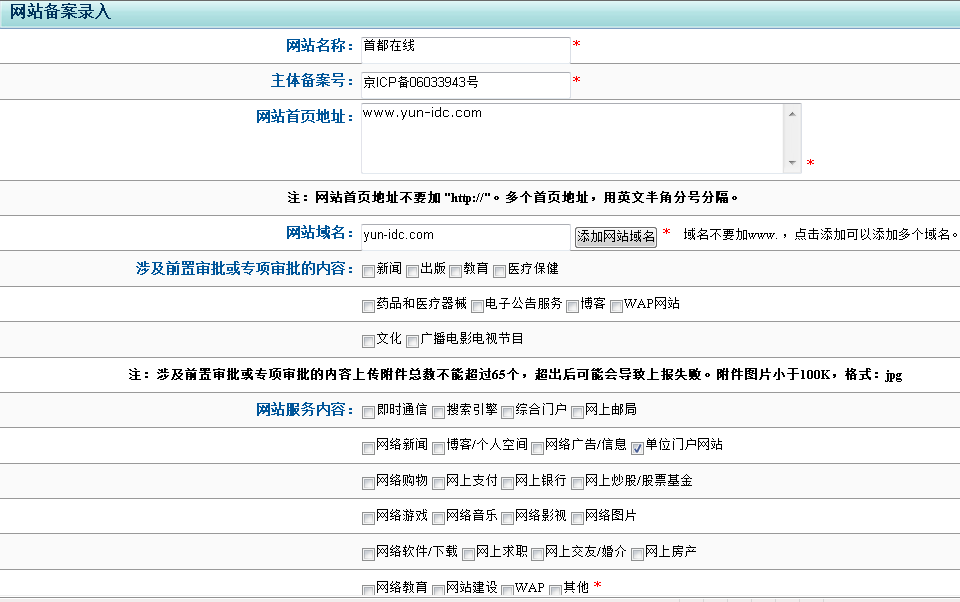 网站备案录入
网站名称： 首都在线 *
主体备案号： 京ICP备06033943号 *
网站首页地址： www.yun-idc.com
*
注：网站首页地址不要加 "http://"。多个首页地址，用英文半角分号分隔。
网站域名： yun-idc.com 添加网站域名 * 域名不要加www.，点击添加可以添加多个域名。
涉及前置审批或专项审批的内容： 新闻 出版 教育 医疗保健
药品和医疗器械 电子公告服务 博客 WAP网站
文化 广播电影电视节目
注：涉及前置审批或专项审批的内容上传附件总数不能超过65个，超出后可能会导致上报失败。附件图片小于100K，格式：jpg
网站服务内容： 即时通信 搜索引擎 综合门户 网上邮局
网络新闻 博客/个人空间 网络广告/信息 单位门户网站
网络购物 网上支付 网上银行 网上炒股/股票基金
网络游戏 网络音乐 网络影视 网络图片
网络软件/下载 网上求职 网上交友/婚介 网上房产
网络教育 网站建设 WAP 其他 *